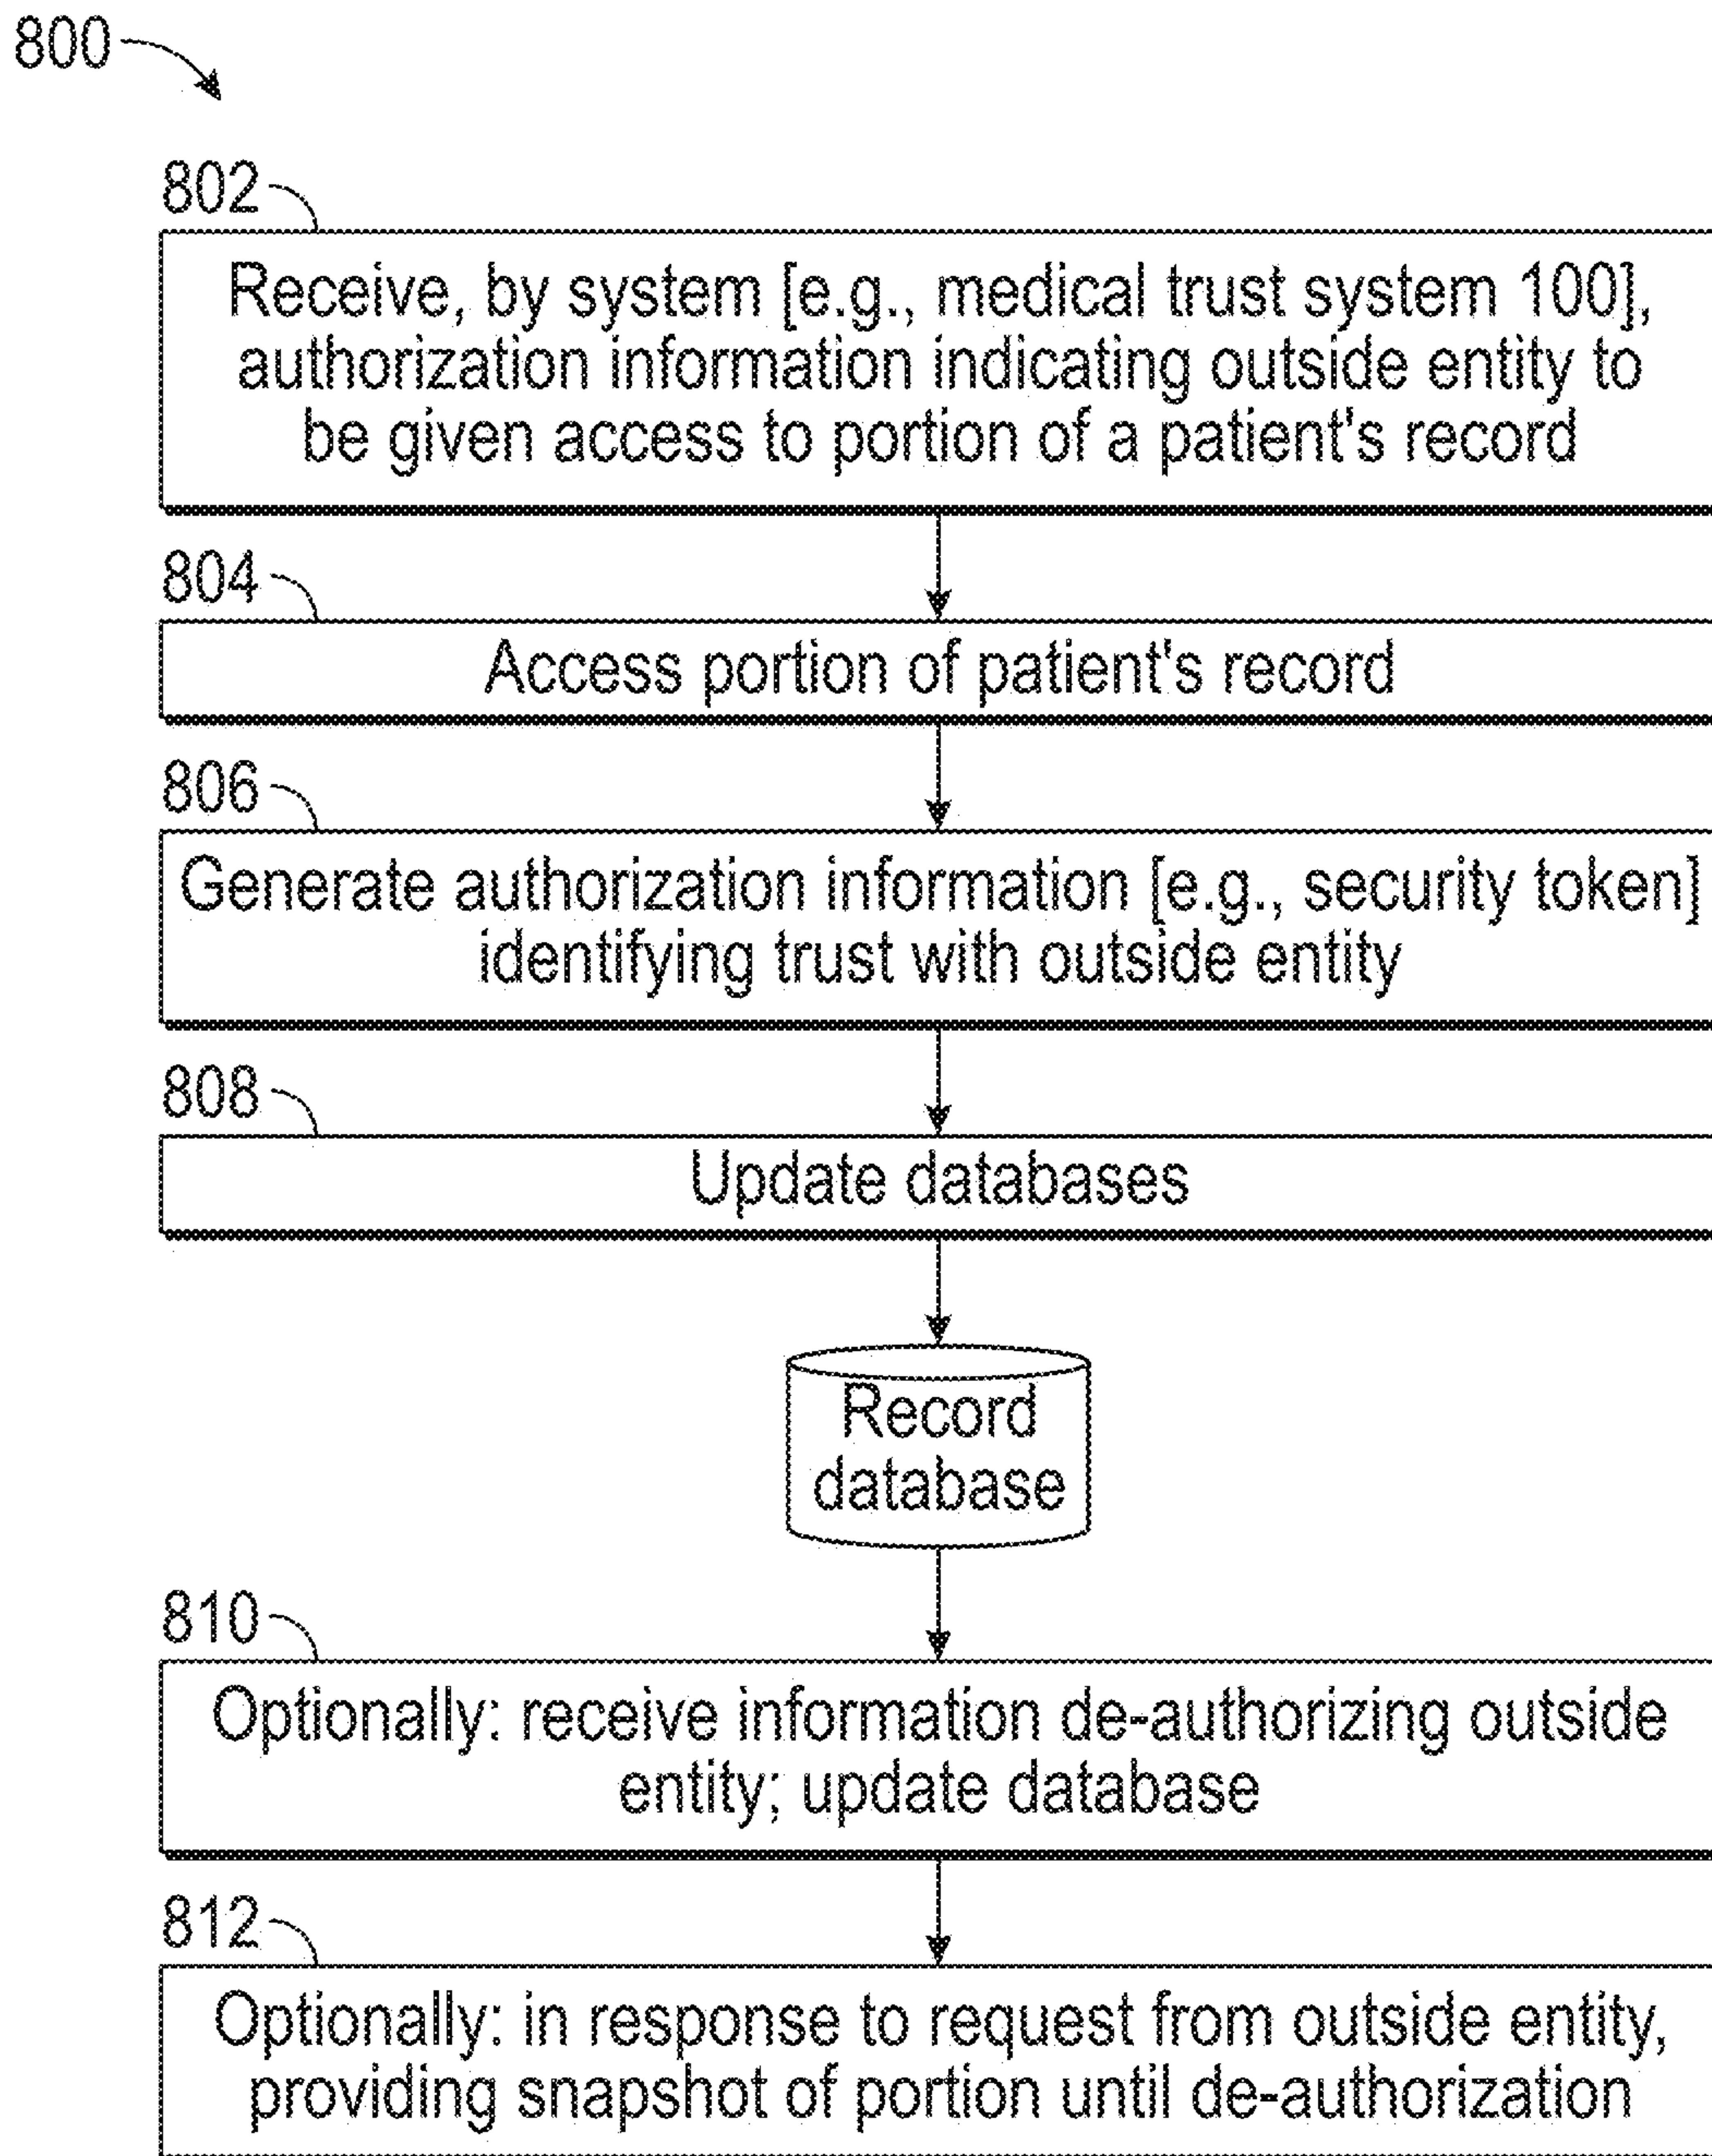 800
802
Receive, by system [e.g., medical trust system 100],
authorization information indicating outside entity to
be given access to portion of a patient's record
804
Access portion of patient's record
806
Generate authorization information [e.g., security token]
identifying trust with outside entity
808
Update databases
Record
database
810
Optionally: receive information de-authorizing outside
entity; update database
812
Optionally: in response to request from outside entity,
providing snapshot of portion until de-authorization